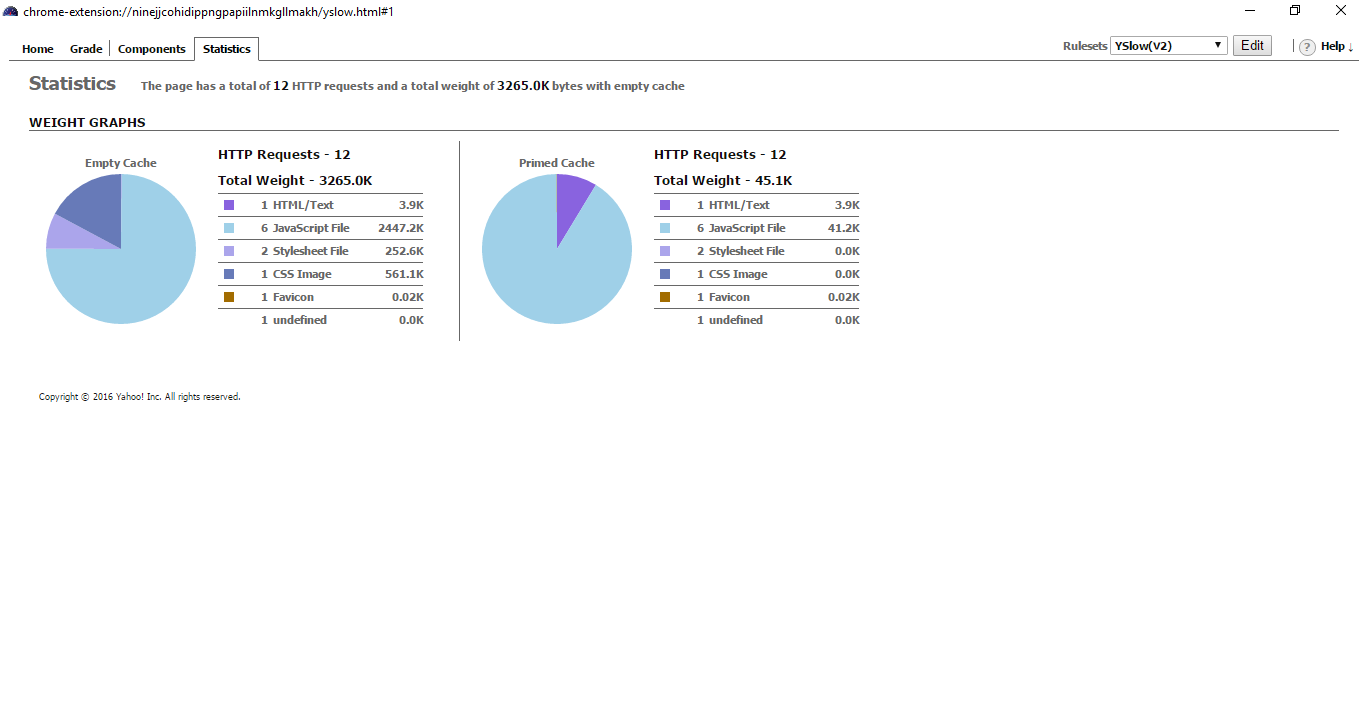 chrome-extension://ninejjcohidippngpapiilnmkgllmakh/yslow.html#1
Home Grade Components Statistics Rulesets YSlow(V2) Edit ? Help ↓
Statistics The page has a total of 12 HTTP requests and a total weight of 3265.0K bytes with empty cache
WEIGHT GRAPHS
Empty Cache
HTTP Requests - 12
Total Weight - 3265.0K
1 HTML/Text 3.9K
6 JavaScript File 2447.2K
2 Stylesheet File 252.6K
1 CSS Image 561.1K
1 Favicon 0.02K
1 undefined 0.0K
Primed Cache
HTTP Requests - 12
Total Weight - 45.1K
1 HTML/Text 3.9K
6 JavaScript File 41.2K
2 Stylesheet File 0.0K
1 CSS Image 0.0K
1 Favicon 0.02K
1 undefined 0.0K
Copyright © 2016 Yahoo! Inc. All rights reserved.